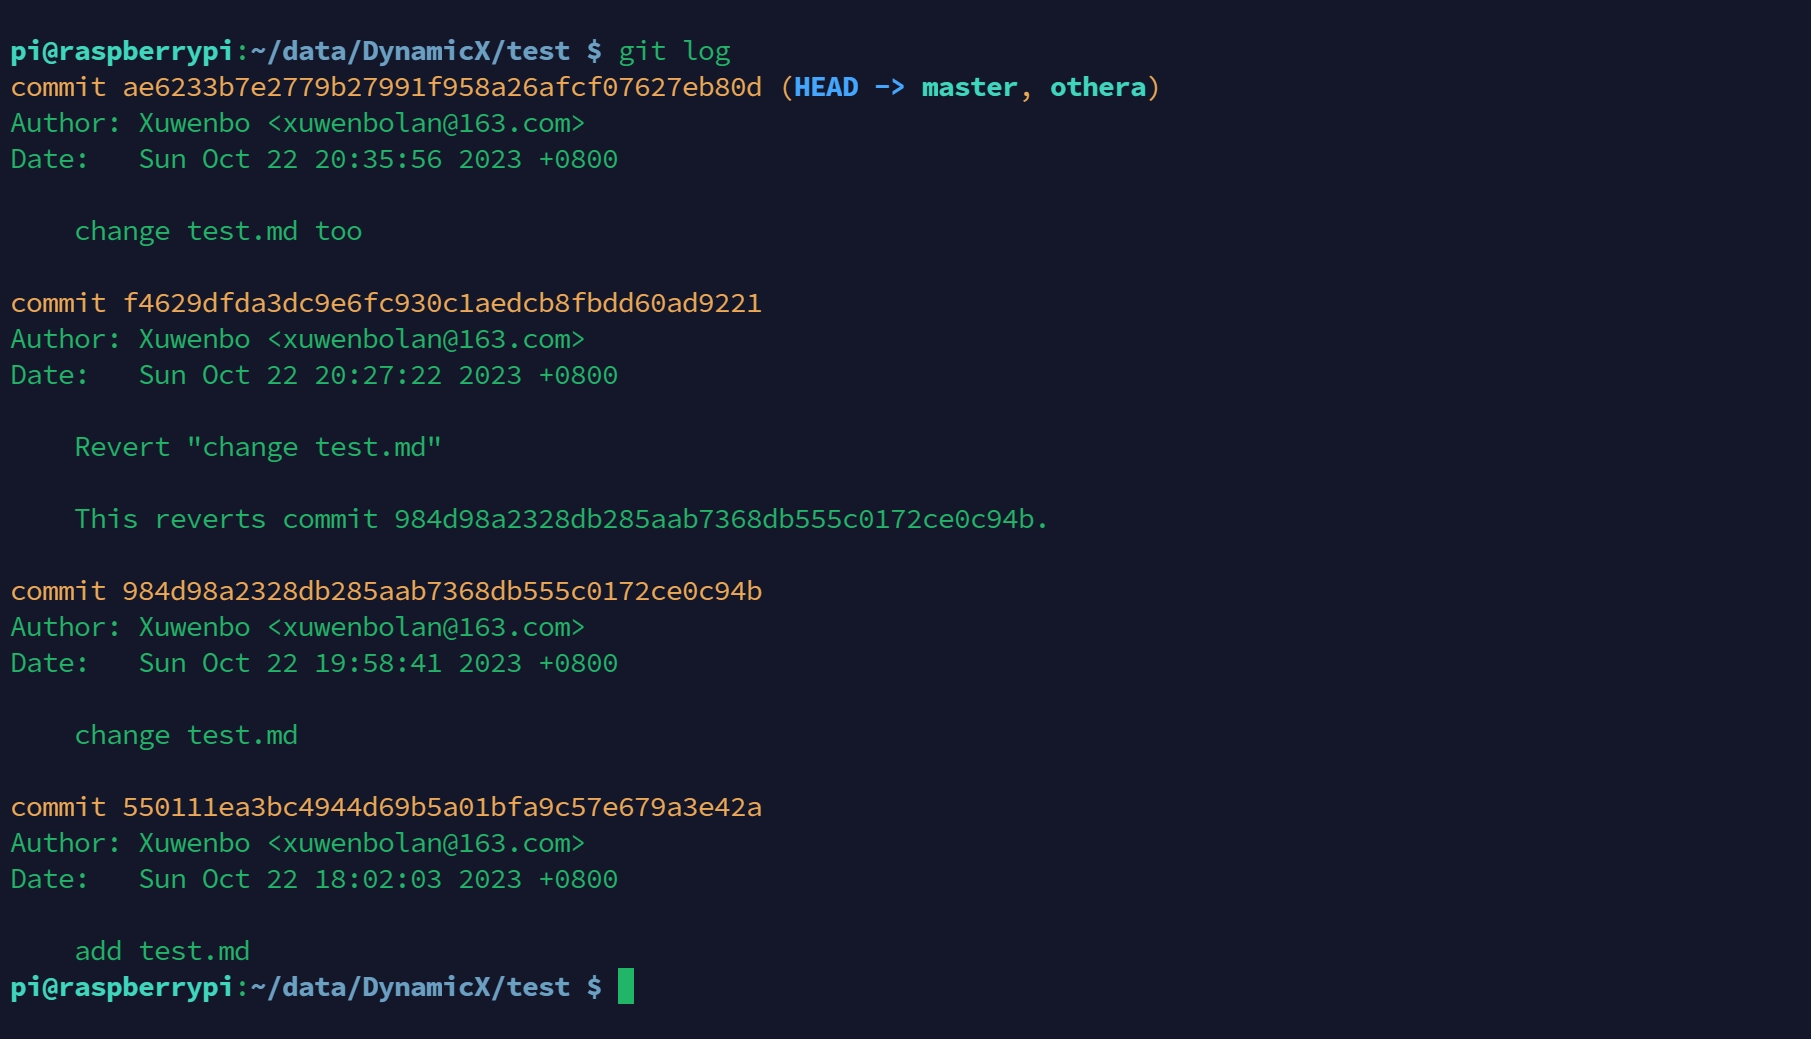 pi@raspberrypi:~/data/DynamicX/test $ git log
commit ae6233b7e2779b27991f958a26afcf07627eb80d (HEAD -> master, othera)
Author: Xuwenbo <xuwenbolan@163.com>
Date:   Sun Oct 22 20:35:56 2023 +0800
    change test.md too
commit f4629dfda3dc9e6fc930c1aedcb8fbdd60ad9221
Author: Xuwenbo <xuwenbolan@163.com>
Date:   Sun Oct 22 20:27:22 2023 +0800
    Revert "change test.md"
    This reverts commit 984d98a2328db285aab7368db555c0172ce0c94b.
commit 984d98a2328db285aab7368db555c0172ce0c94b
Author: Xuwenbo <xuwenbolan@163.com>
Date:   Sun Oct 22 19:58:41 2023 +0800
    change test.md
commit 550111ea3bc4944d69b5a01bfa9c57e679a3e42a
Author: Xuwenbo <xuwenbolan@163.com>
Date:   Sun Oct 22 18:02:03 2023 +0800
    add test.md
pi@raspberrypi:~/data/DynamicX/test $